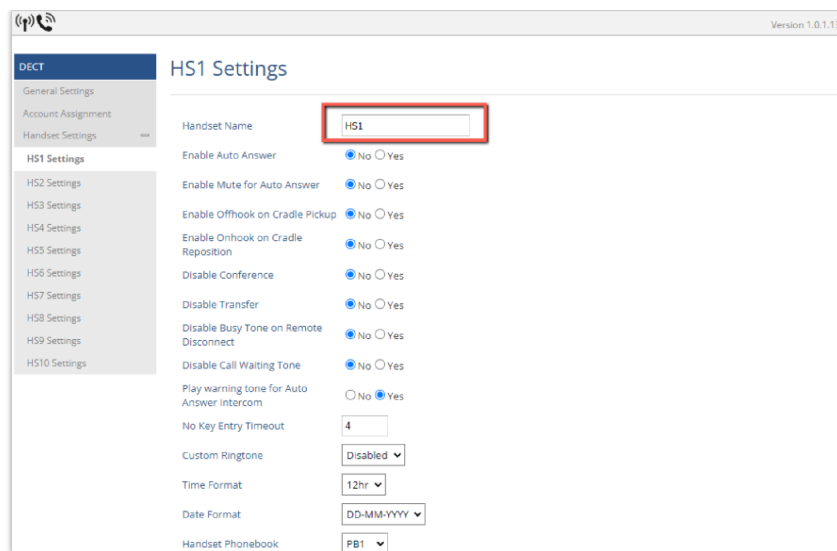 Version 1.0.1.13
DECT
General Settings
Account Assignment
Handset Settings
HS1 Settings
HS2 Settings
HS3 Settings
HS4 Settings
HS5 Settings
HS6 Settings
HS7 Settings
HS8 Settings
HS9 Settings
HS10 Settings
HS1 Settings
Handset Name HS1
Enable Auto Answer No Yes
Enable Mute for Auto Answer No Yes
Enable Offhook on Cradle Pickup No Yes
Enable Onhook on Cradle
Reposition No Yes
Disable Conference No Yes
Disable Transfer No Yes
Disable Busy Tone on Remote
Disconnect No Yes
Disable Call Waiting Tone No Yes
Play warning tone for Auto
Answer Intercom No Yes
No Key Entry Timeout 4
Custom Ringtone Disabled
Time Format 12hr
Date Format DD-MM-YYYY
Handset Phonebook PB1